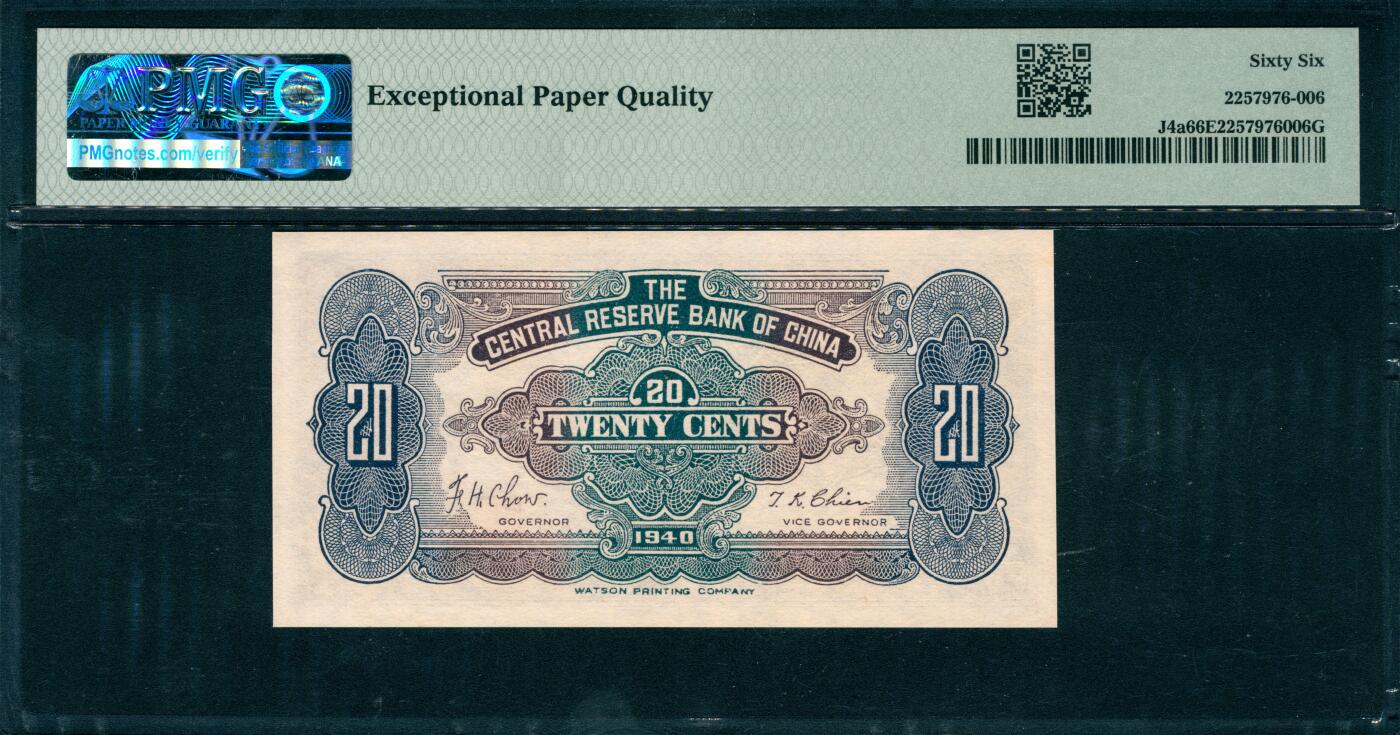 PMG
PMGnotes.com/verify
ANA
Exceptional Paper Quality
Sixty Six
2257976-006
J4a66E2257976006G
THE
CENTRAL RESERVE BANK OF CHINA
20
20
20
TWENTY CENTS
F. H. Chow.
T. K. Chien
GOVERNOR
VICE GOVERNOR
1940
WATSON PRINTING COMPANY